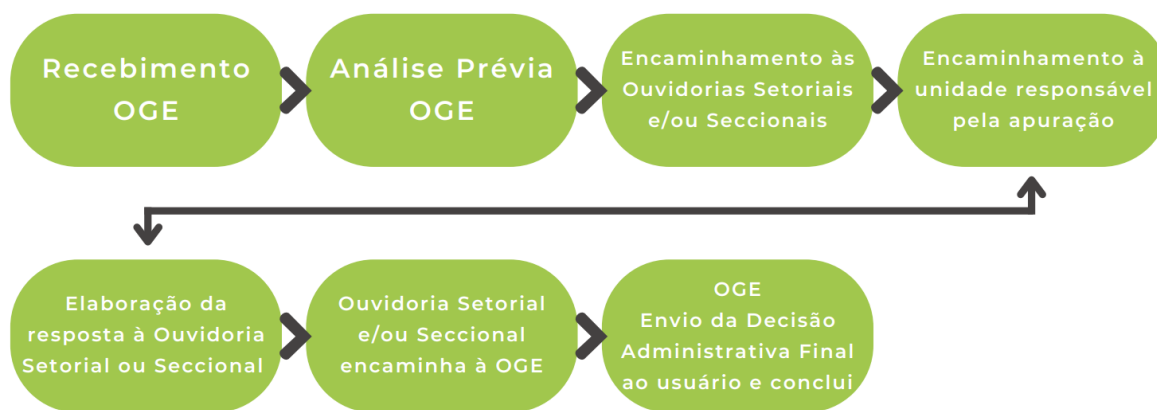 Recebimento
OGE
Análise Prévia
OGE
Encaminhamento às
Ouvidorias Setoriais
e/ou Seccionais
Encaminhamento à
unidade responsável
pela apuração
Elaboração da
resposta à Ouvidoria
Setorial ou Seccional
Ouvidoria Setorial
e/ou Seccional
encaminha à OGE
OGE
Envio da Decisão
Administrativa Final
ao usuário e conclui